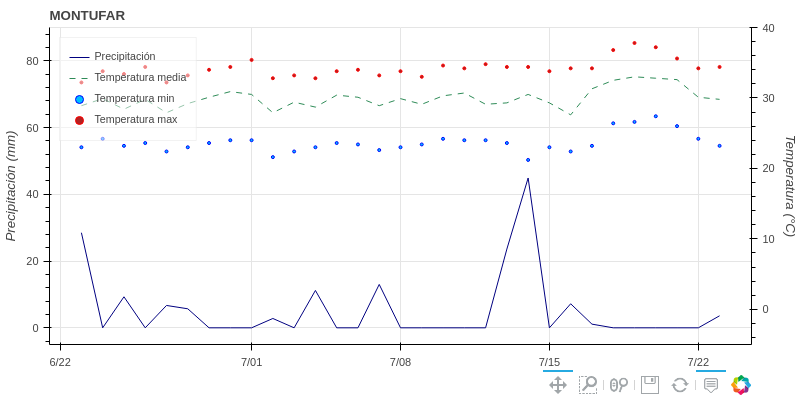 MONTUFAR
Precipitación
Temperatura media
Temperatura min
Temperatura max
Precipitación (mm)
80
60
40
20
0
Temperatura (°C)
40
30
20
10
0
6/22
7/01
7/08
7/15
7/22